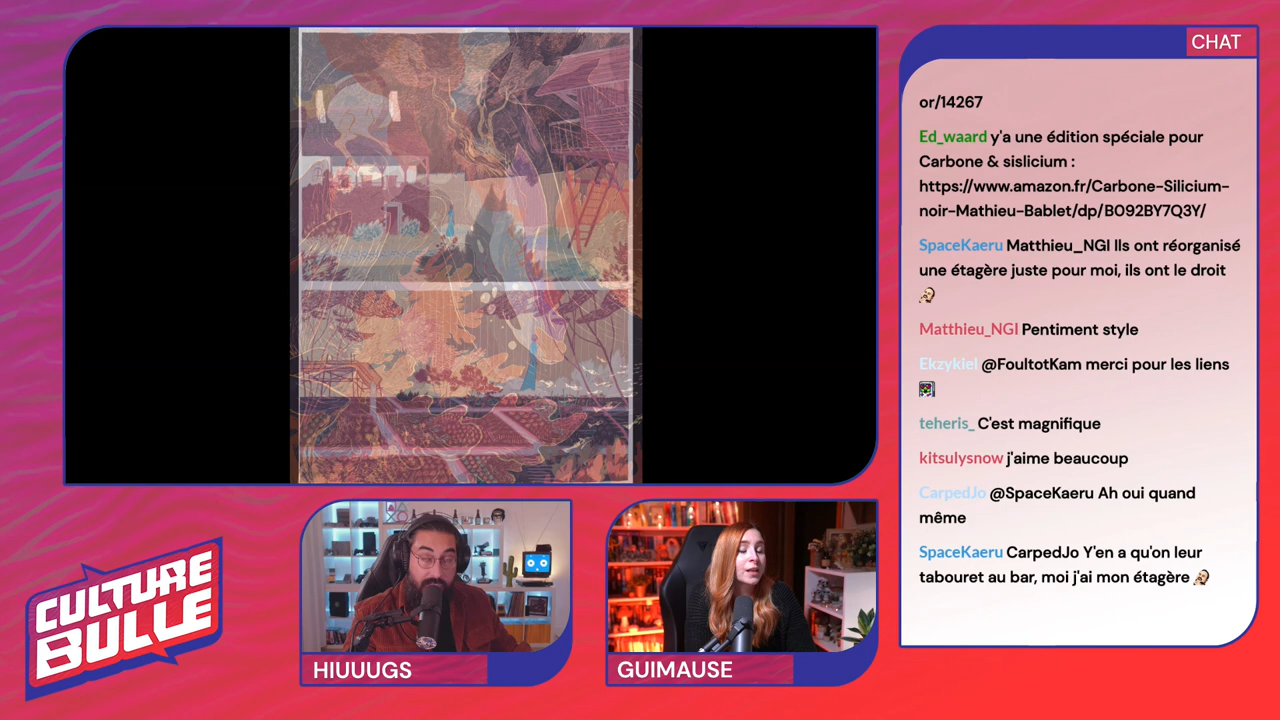 CHAT
or/14267
Ed_waard y'a une édition spéciale pour
Carbone & sislicium :
https://www.amazon.fr/Carbone-Silicium-
noir-Mathieu-Bablet/dp/B092BY7Q3Y/
SpaceKaeru Matthieu_NGI Ils ont réorganisé
une étagère juste pour moi, ils ont le droit
Matthieu_NGI Pentiment style
Ekzykiel @FoultotKam merci pour les liens
teheris_ C'est magnifique
kitsulysnow j'aime beaucoup
CarpedJo @SpaceKaeru Ah oui quand
même
SpaceKaeru CarpedJo Y'en a qu'on leur
tabouret au bar, moi j'ai mon étagère
CULTURE
BULLE
HIUUUGS
GUIMAUSE